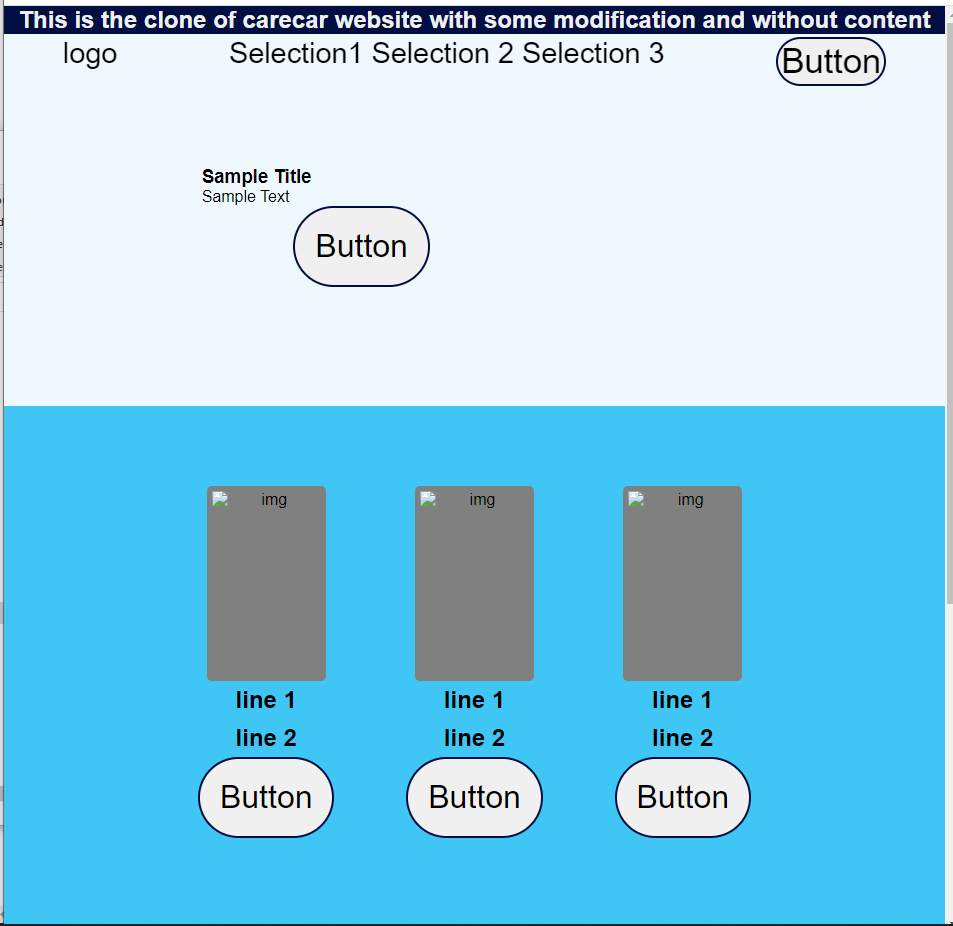 This is the clone of carecar website with some modification and without content
logo Selection1 Selection 2 Selection 3 Button
Sample Title
Sample Text
Button
img img img
line 1 line 1 line 1
line 2 line 2 line 2
Button Button Button